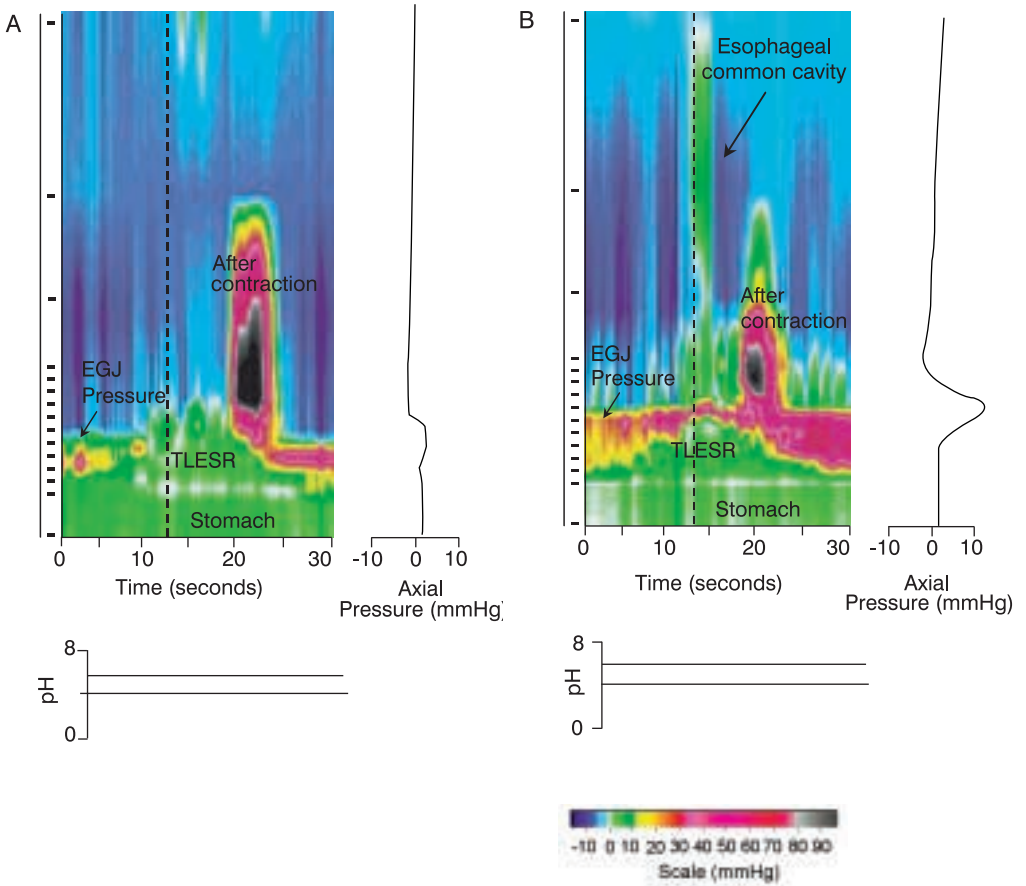 A
EGJ
Pressure
After
contraction
TLESR
Stomach
0 10 20 30
Time (seconds)
-10 0 10
Axial
Pressure (mmHg)
8
pH
0
B
Esophageal
common cavity
EGJ
Pressure
After
contraction
TLESR
Stomach
0 10 15 20 30
Time (seconds)
-10 0 10
Axial
Pressure (mmHg)
8
pH
0
-10 0 10 20 30 40 50 60 70 80 90
Scale (mmHg)